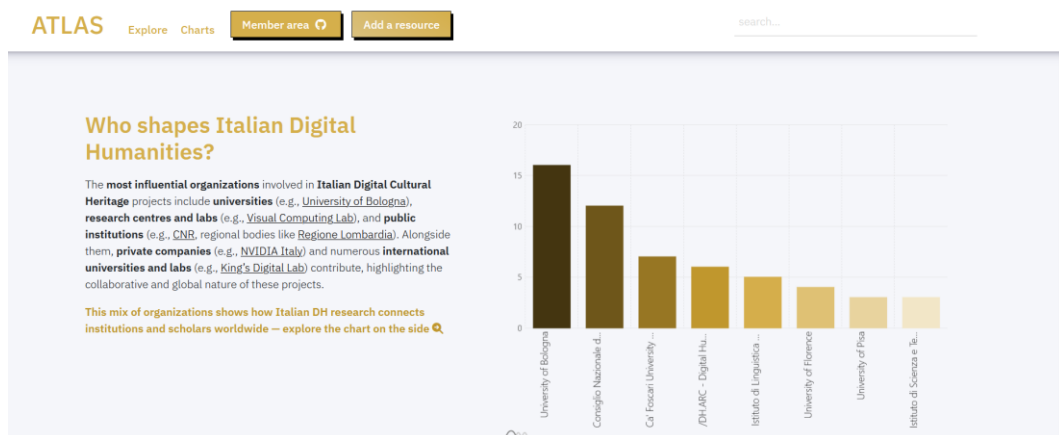 ATLAS Explore Charts Member area Add a resource search...
Who shapes Italian Digital
Humanities?
The most influential organizations involved in Italian Digital Cultural
Heritage projects include universities (e.g., University of Bologna),
research centres and labs (e.g., Visual Computing Lab), and public
institutions (e.g., CNR, regional bodies like Regione Lombardia). Alongside
them, private companies (e.g., NVIDIA Italy) and numerous international
universities and labs (e.g., King's Digital Lab) contribute, highlighting the
collaborative and global nature of these projects.
This mix of organizations shows how Italian DH research connects
institutions and scholars worldwide — explore the chart on the side
20
15
10
5
0
University of Bologna
Consiglio Nazionale d...
Ca' Foscari University ...
/DH.ARC - Digital Hu...
Istituto di Linguistica ...
University of Florence
University of Pisa
Istituto di Scienza e Te...